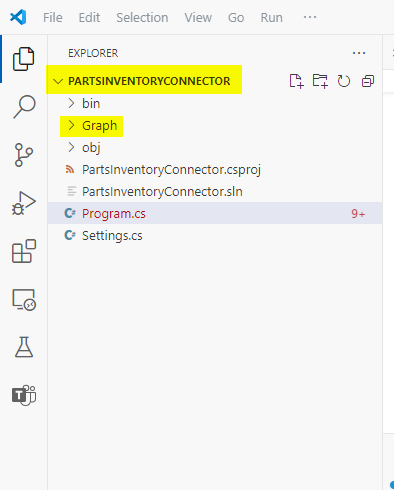 File Edit Selection View Go Run ···
EXPLORER ···
PARTSINVENTORYCONNECTOR
bin
Graph
obj
PartsInventoryConnector.csproj
PartsInventoryConnector.sln
C# Program.cs 9+
C# Settings.cs
T